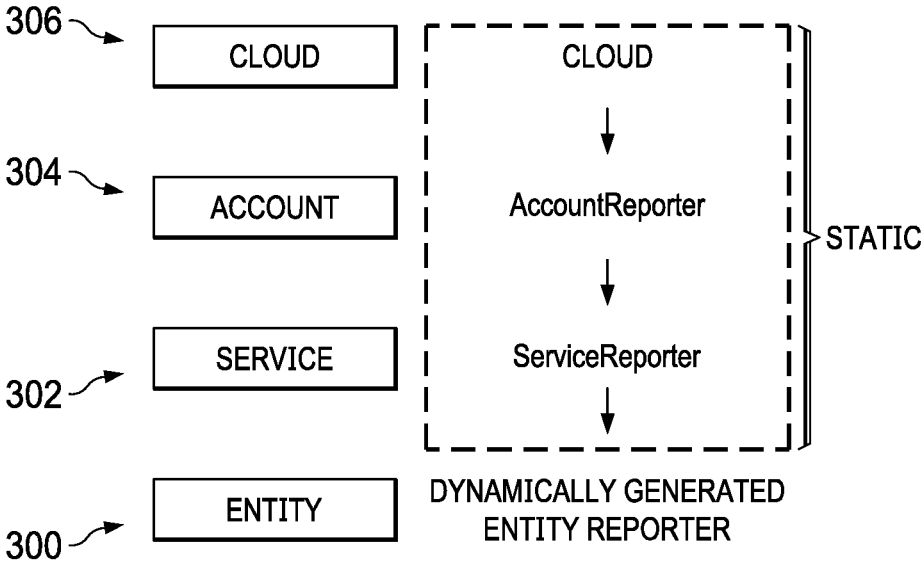 306
CLOUD
CLOUD
304
ACCOUNT
AccountReporter
STATIC
302
SERVICE
ServiceReporter
300
ENTITY
DYNAMICALLY GENERATED
ENTITY REPORTER